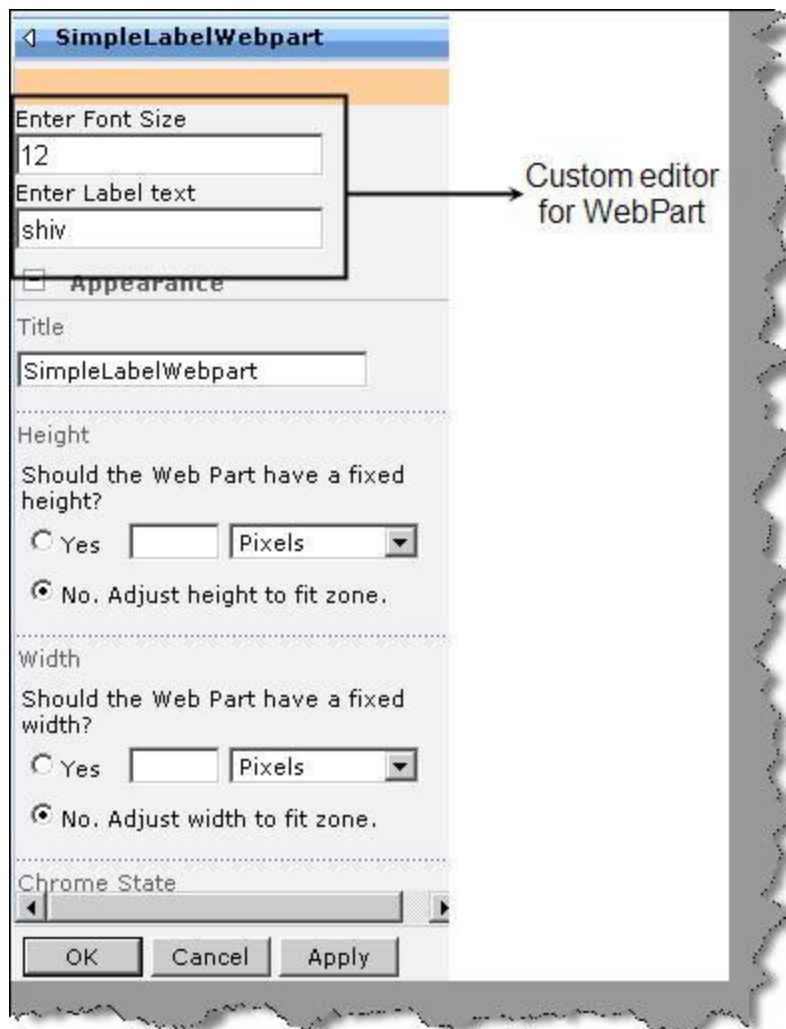 SimpleLabelWebpart
Enter Font Size
12
Enter Label text
shiv
Custom editor
for WebPart
Appearance
Title
SimpleLabelWebpart
Height
Should the Web Part have a fixed
height?
Yes Pixels
No. Adjust height to fit zone.
Width
Should the Web Part have a fixed
width?
Yes Pixels
No. Adjust width to fit zone.
Chrome State
OK Cancel Apply